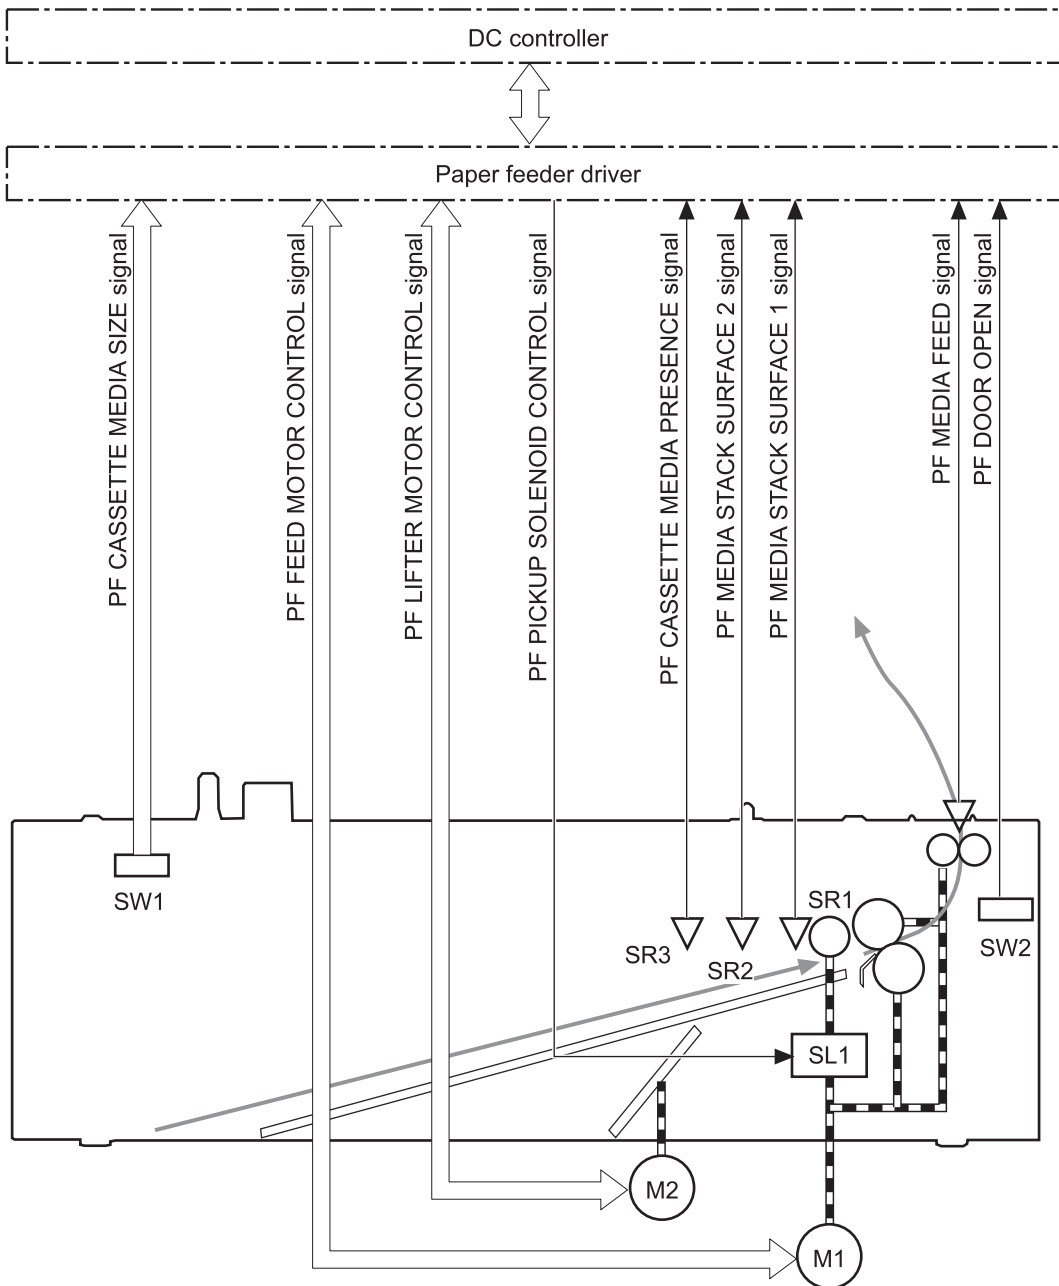 DC controller
Paper feeder driver
PF CASSETTE MEDIA SIZE signal
PF FEED MOTOR CONTROL signal
PF LIFTER MOTOR CONTROL signal
PF PICKUP SOLENOID CONTROL signal
PF CASSETTE MEDIA PRESENCE signal
PF MEDIA STACK SURFACE 2 signal
PF MEDIA STACK SURFACE 1 signal
PF MEDIA FEED signal
PF DOOR OPEN signal
SW1
SR1
SR3
SR2
SW2
SL1
M2
M1